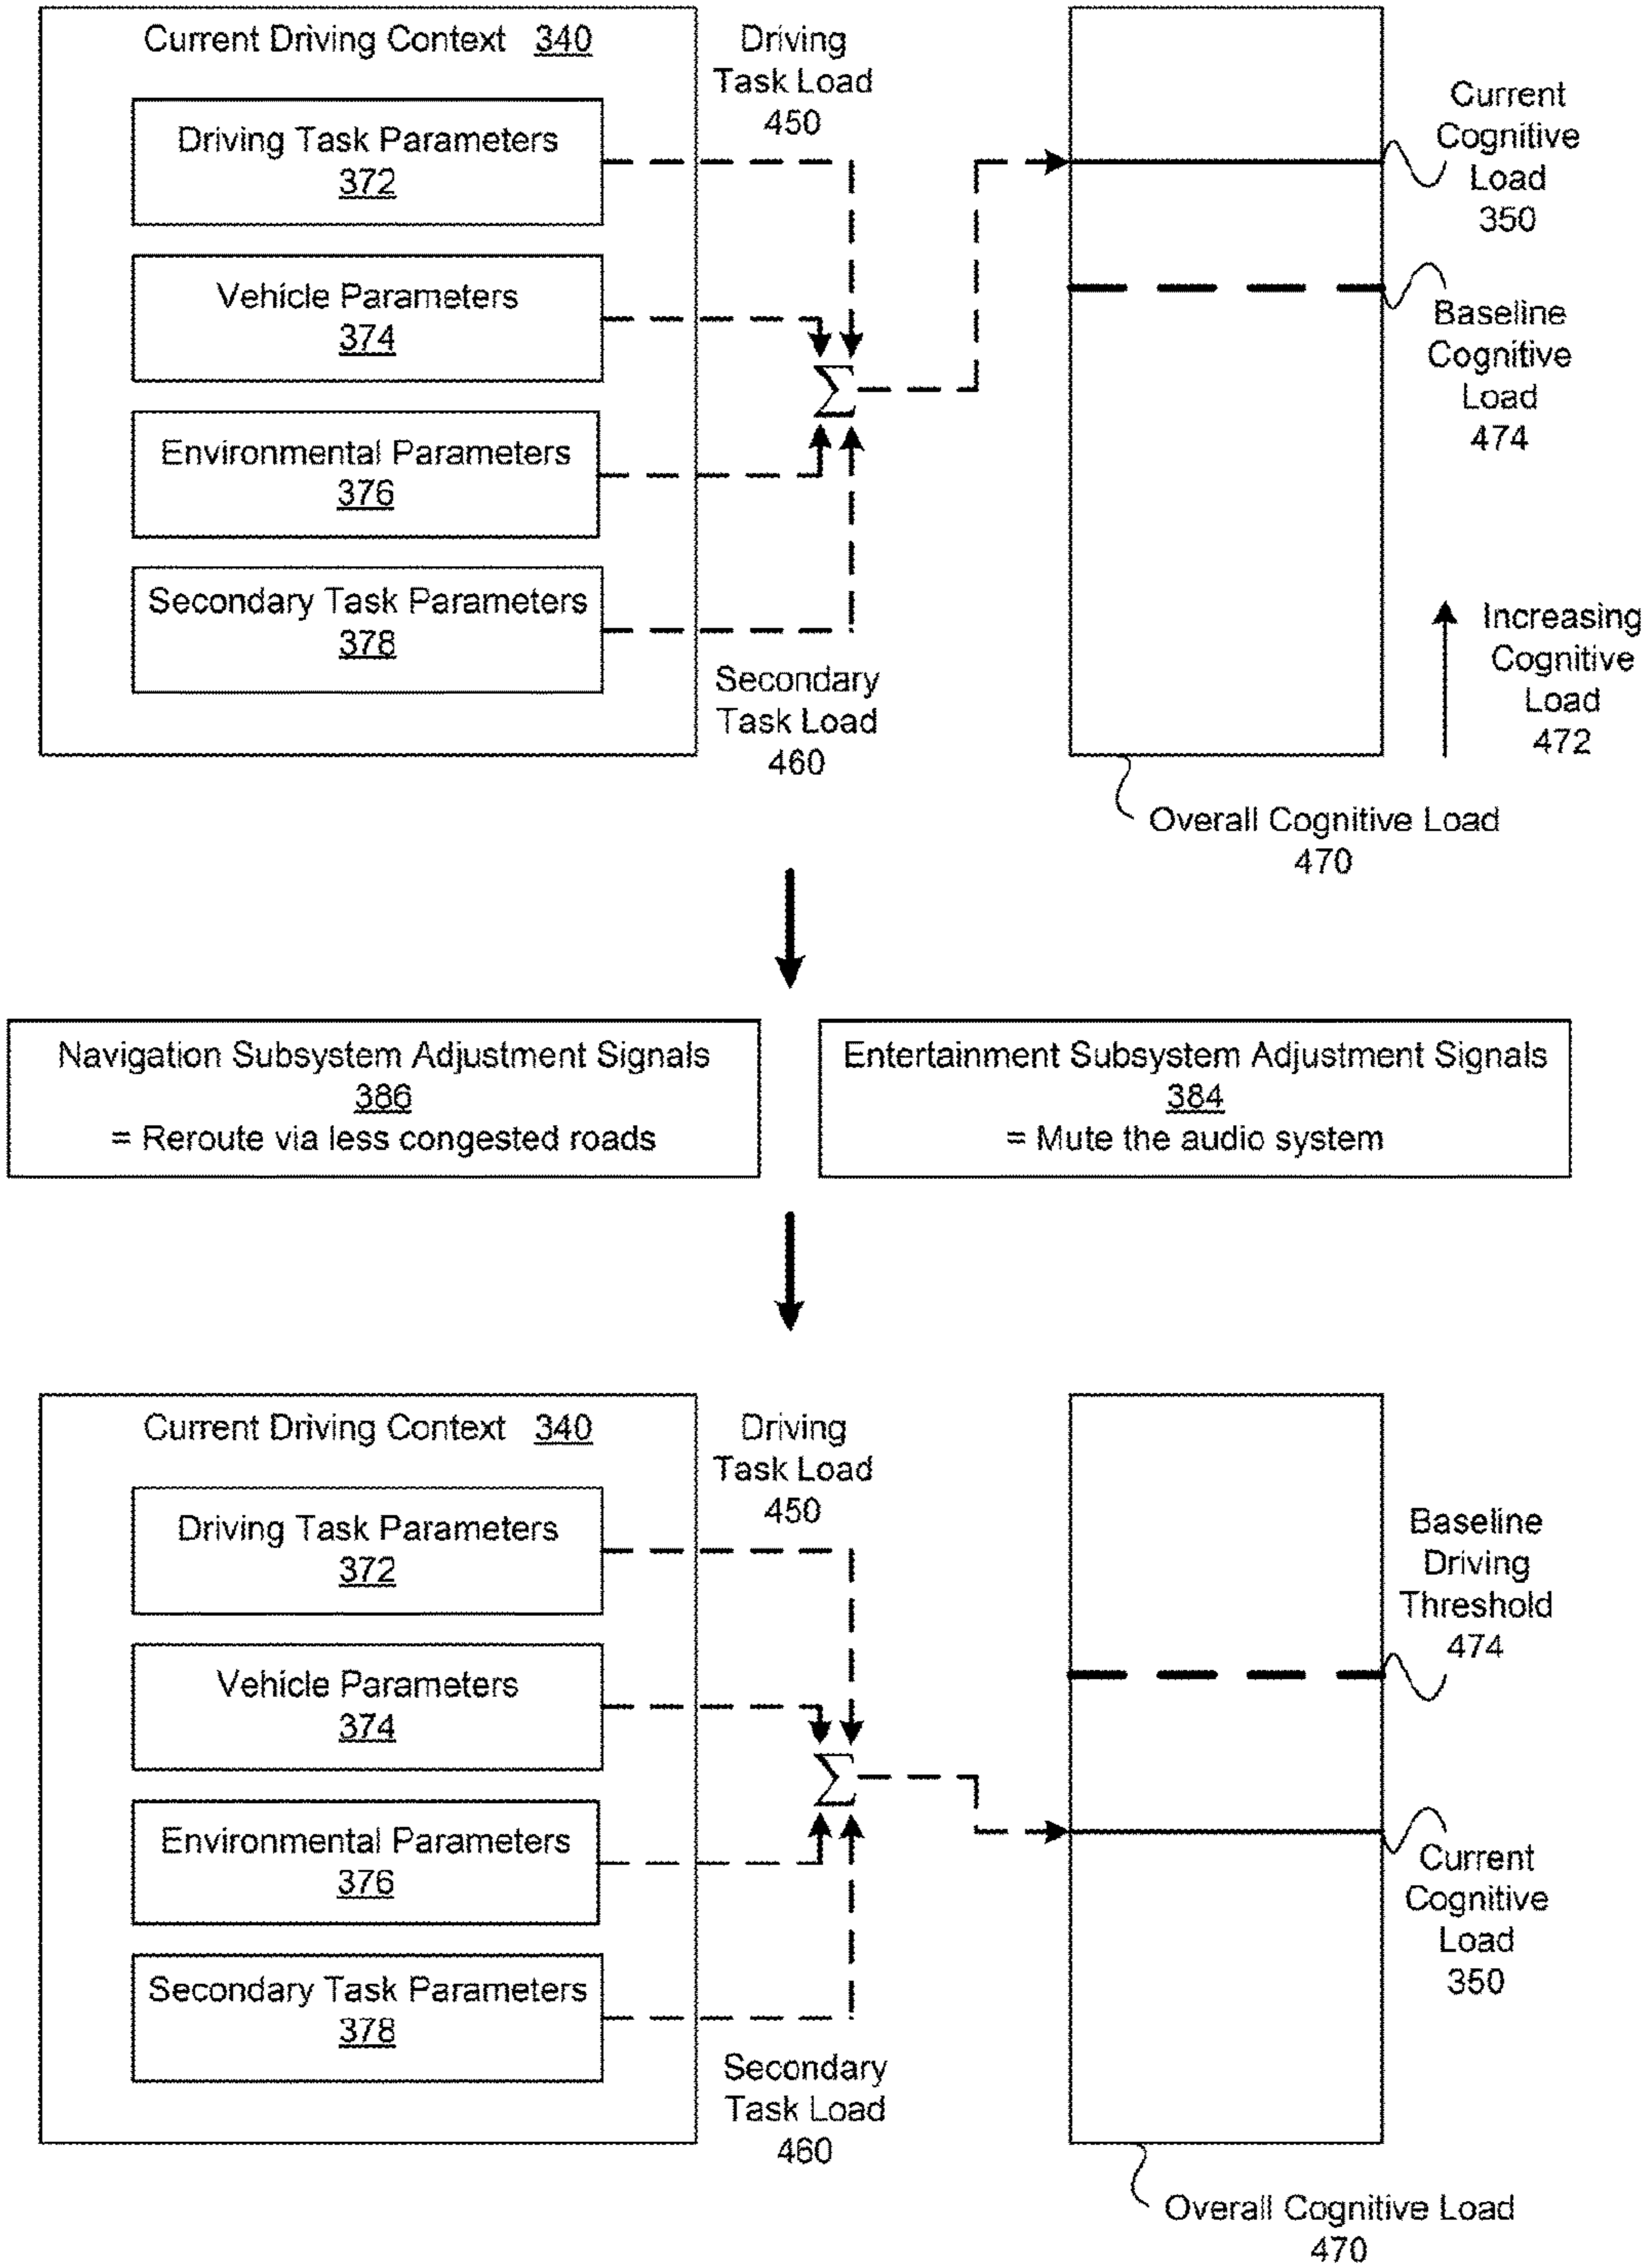 Current Driving Context 340
Driving Task Parameters
372
Vehicle Parameters
374
Environmental Parameters
376
Secondary Task Parameters
378
Driving
Task Load
450
Σ
Secondary
Task Load
460
Current
Cognitive
Load
350
Baseline
Cognitive
Load
474
Increasing
Cognitive
Load
472
Overall Cognitive Load
470
Navigation Subsystem Adjustment Signals
386
= Reroute via less congested roads
Entertainment Subsystem Adjustment Signals
384
= Mute the audio system
Current Driving Context 340
Driving Task Parameters
372
Vehicle Parameters
374
Environmental Parameters
376
Secondary Task Parameters
378
Driving
Task Load
450
Σ
Secondary
Task Load
460
Baseline
Driving
Threshold
474
Current
Cognitive
Load
350
Overall Cognitive Load
470